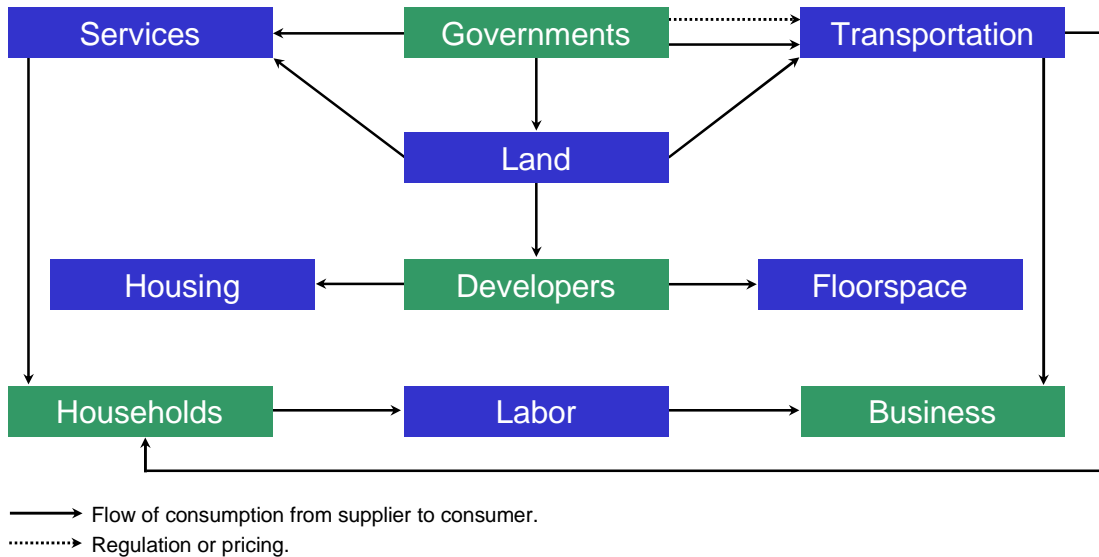 Services
Governments
Transportation
Land
Housing
Developers
Floorspace
Households
Labor
Business
Flow of consumption from supplier to consumer.
Regulation or pricing.